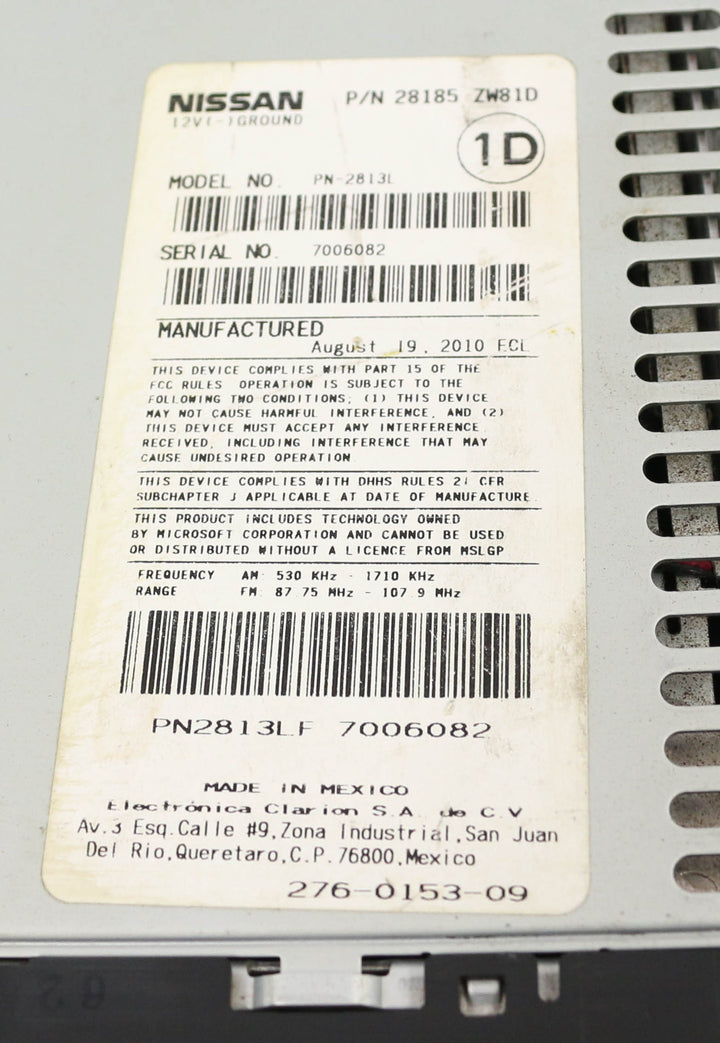 NISSAN P/N 28185 ZW81D
12V(-)GROUND
1D
MODEL NO. PN-2813L
SERIAL NO. 7006082
MANUFACTURED
August 19, 2010 ECL
THIS DEVICE COMPLIES WITH PART 15 OF THE
FCC RULES OPERATION IS SUBJECT TO THE
FOLLOWING TWO CONDITIONS, (1) THIS DEVICE
MAY NOT CAUSE HARMFUL INTERFERENCE, AND (2)
THIS DEVICE MUST ACCEPT ANY INTERFERENCE
RECEIVED, INCLUDING INTERFERENCE THAT MAY
CAUSE UNDESIRED OPERATION
THIS DEVICE COMPLIES WITH DHHS RULES 21 CFR
SUBCHAPTER J APPLICABLE AT DATE OF MANUFACTURE.
THIS PRODUCT INCLUDES TECHNOLOGY OWNED
BY MICROSOFT CORPORATION AND CANNOT BE USED
OR DISTRIBUTED WITHOUT A LICENCE FROM MSLGP
FREQUENCY AM: 530 KHz - 1710 KHz
RANGE FM: 87.75 MHz - 107.9 MHz
PN2813LF 7006082
MADE IN MEXICO
Electrónica Clarion S.A. de C.V
Av.3 Esq.Calle #9,Zona Industrial,San Juan
Del Rio,Queretaro,C.P.76800,Mexico
276-0153-09